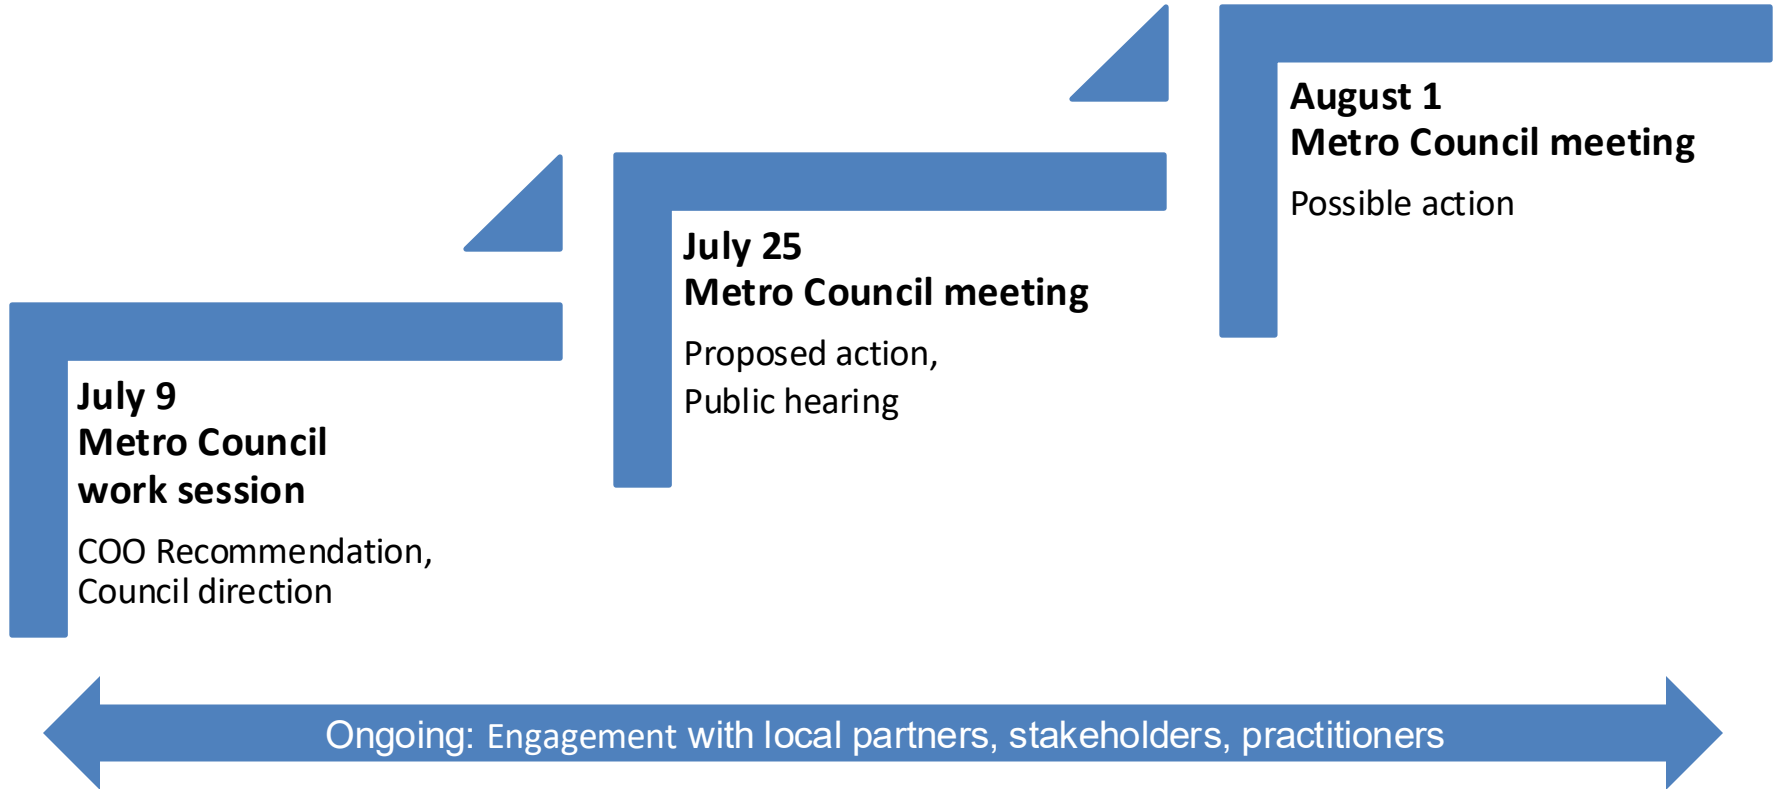 July 9
Metro Council
work session
COO Recommendation,
Council direction
July 25
Metro Council meeting
Proposed action,
Public hearing
August 1
Metro Council meeting
Possible action
Ongoing: Engagement with local partners, stakeholders, practitioners